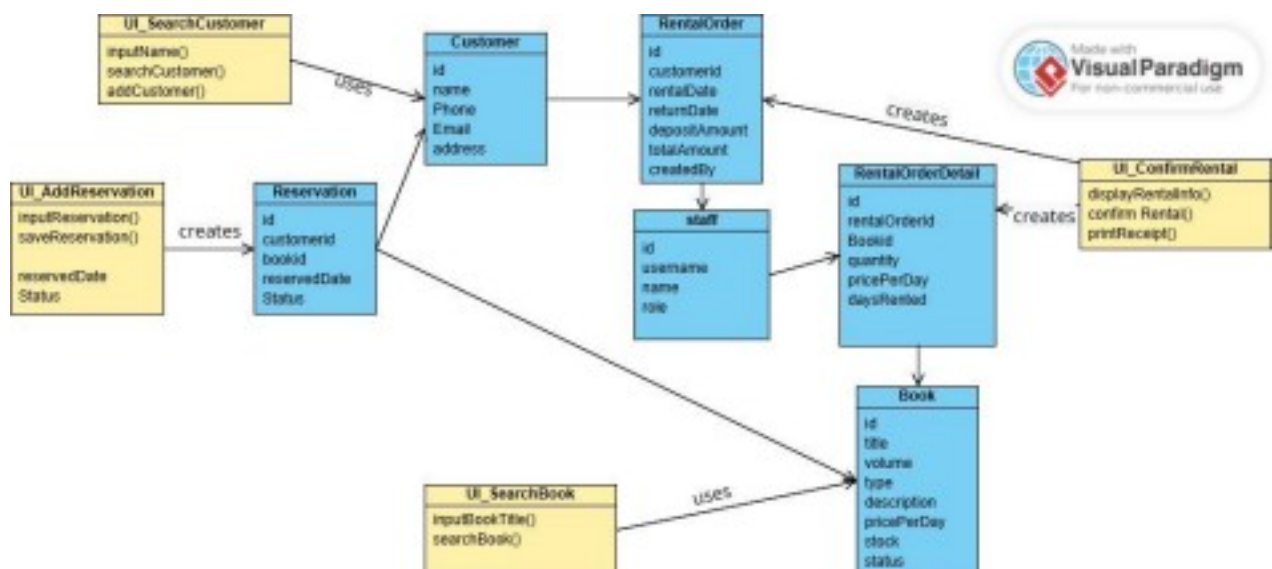 UI_SearchCustomer
inputName()
searchCustomer()
addCustomer()
uses
Customer
id
name
Phone
Email
address
RentalOrder
id
customerid
rentalDate
returnDate
depositAmount
totalAmount
createdBy
Made with
Visual Paradigm
For non-commercial use
creates
UI_AddReservation
inputReservation()
saveReservation()
reservedDate
Status
creates
Reservation
id
customerid
bookid
reservedDate
Status
staff
id
username
name
role
RentalOrderDetail
id
rentalOrderId
Bookid
quantity
pricePerDay
daysRented
creates
UI_ConfirmRental
displayRentalInfo()
confirm Rental()
printReceipt()
UI_SearchBook
inputBookTitle()
searchBook()
uses
Book
id
title
volume
type
description
pricePerDay
stock
status